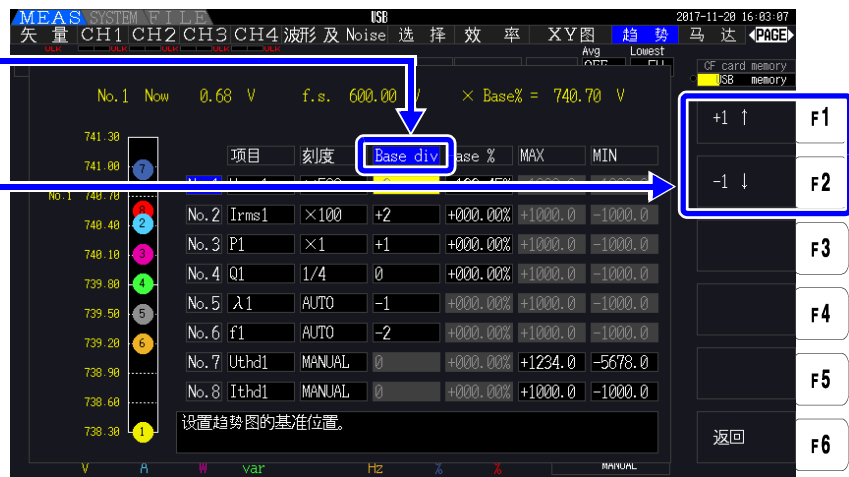 MEAS SYSTEM FILE USB 2017-11-20 16:03:07
矢 量 CH1 CH2 CH3 CH4 波形 及 Noise 选 择 效 率 XY图 趋 势 马 达 PAGE
Avg Lowest
CF card memory
USB memory
No.1 Now 0.68 V f.s. 600.00 × Base% = 740.70 V
+1 ↑ F1
-1 ↓ F2
F3
F4
F5
返回 F6
741.30
741.00
740.70
740.40
740.10
739.80
739.50
739.20
738.90
738.60
738.30
No.1
7
8
2
3
4
5
6
1
项目 刻度 Base div ase % MAX MIN
No.2 Irms1 ×100 +2 +000.00% +1000.0 -1000.0
No.3 P1 ×1 +1 +000.00% +1000.0 -1000.0
No.4 Q1 1/4 0 +000.00% +1000.0 -1000.0
No.5 λ1 AUTO -1 +000.00% +1000.0 -1000.0
No.6 f1 AUTO -2 +000.00% +1000.0 -1000.0
No.7 Uthd1 MANUAL 0 +000.00% +1234.0 -5678.0
No.8 Ithd1 MANUAL 0 +000.00% +1000.0 -1000.0
设置趋势图的基准位置。
V A W var Hz % % MANUAL